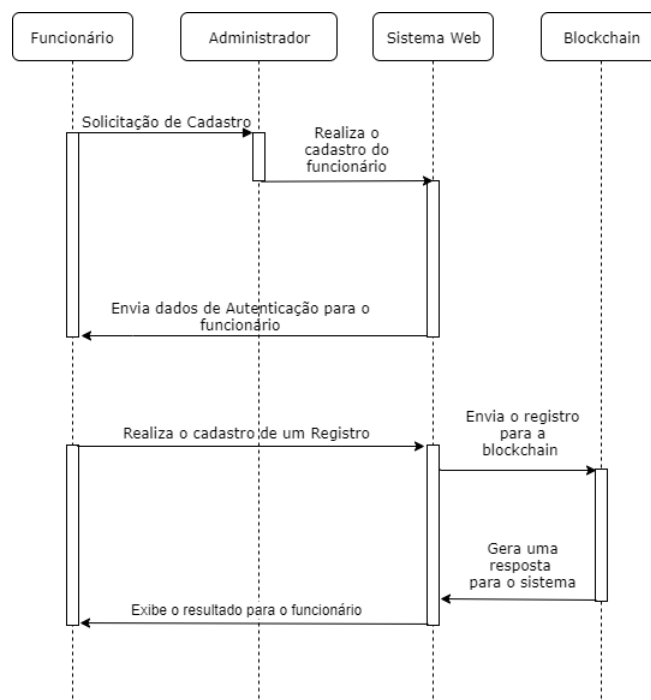 Funcionário
Administrador
Sistema Web
Blockchain
Solicitação de Cadastro
Realiza o
cadastro do
funcionário
Envia dados de Autenticação para o
funcionário
Realiza o cadastro de um Registro
Envia o registro
para a
blockchain
Gera uma
resposta
para o sistema
Exibe o resultado para o funcionário